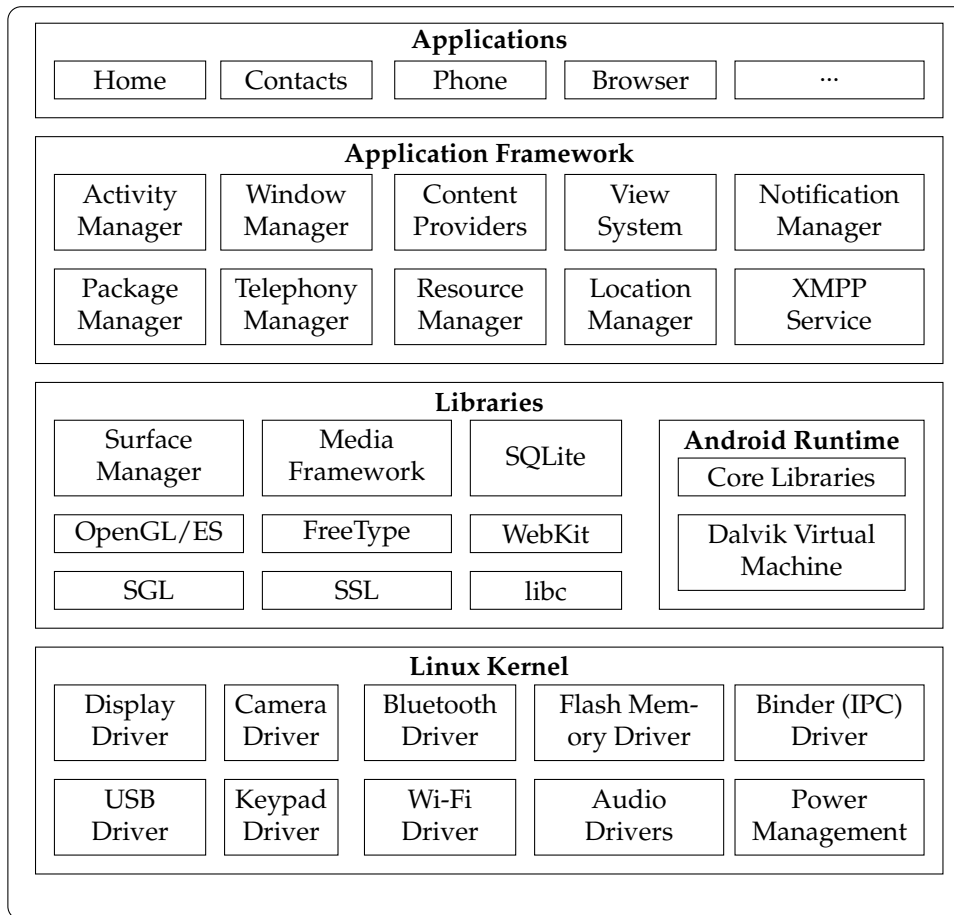 Applications
Home Contacts Phone Browser ...
Application Framework
Activity Window Content View Notification
Manager Manager Providers System Manager
Package Telephony Resource Location XMPP
Manager Manager Manager Manager Service
Libraries
Surface Media SQLite Android Runtime
Manager Framework Core Libraries
OpenGL/ES FreeType WebKit Dalvik Virtual
SGL SSL libc Machine
Linux Kernel
Display Camera Bluetooth Flash Mem- Binder (IPC)
Driver Driver Driver ory Driver Driver
USB Keypad Wi-Fi Audio Power
Driver Driver Driver Drivers Management